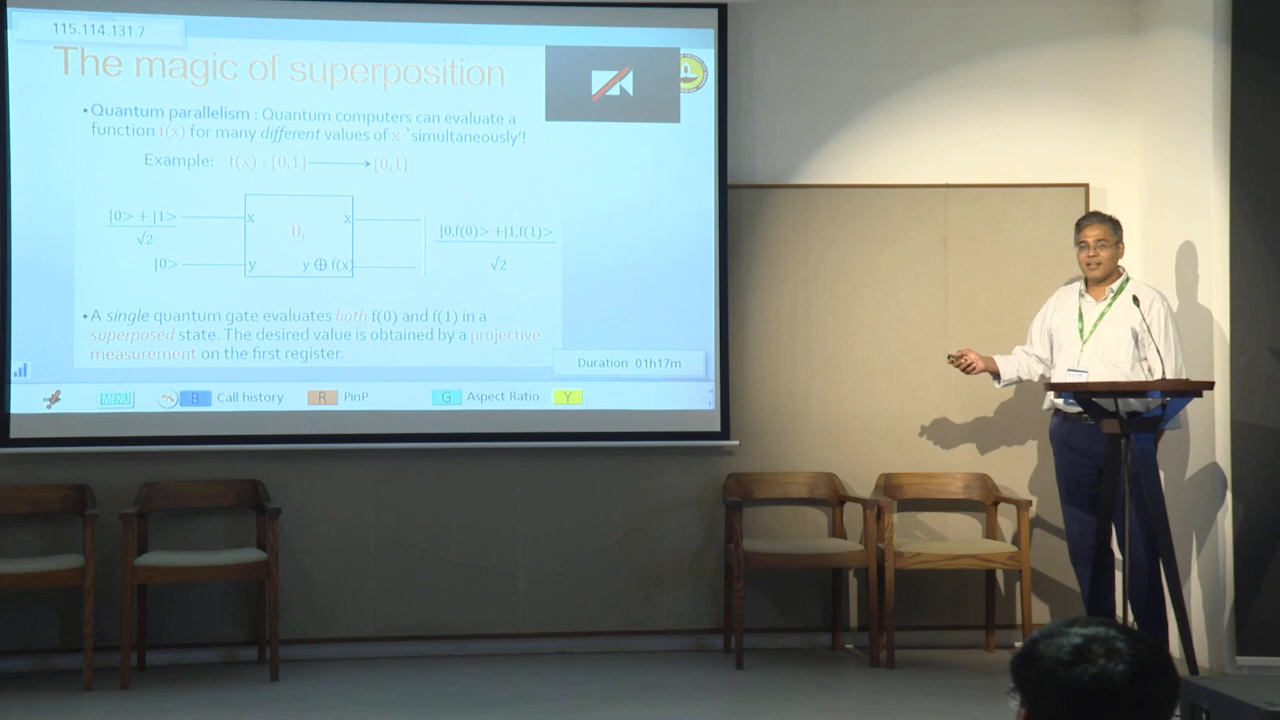 115.114.131.7
The magic of superposition
•Quantum parallelism : Quantum computers can evaluate a
function f(x) for many different values of x `simultaneously'!
Example: f(x) : {0,1} {0,1}
|0> + |1>
√2
|0>
x
y
U_f
x
y ⊕ f(x)
|0,f(0)> +|1,f(1)>
√2
•A single quantum gate evaluates both f(0) and f(1) in a
superposed state. The desired value is obtained by a projective
measurement on the first register.
Duration 01h17m
MENU B Call history R PinP G Aspect Ratio Y